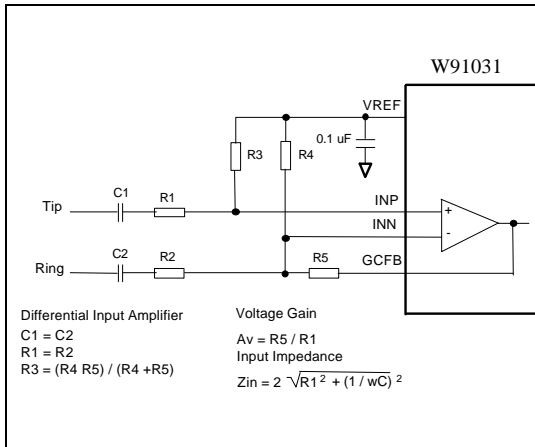 W91031
VREF
0.1 uF
R3
R4
C1
R1
Tip
INP
+
INN
-
C2
R2
R5
GCFB
Ring
Differential Input Amplifier
C1 = C2
R1 = R2
R3 = (R4 R5) / (R4 +R5)
Voltage Gain
Av = R5 / R1
Input Impedance
Zin = 2 √R1² + (1 / wC) ²